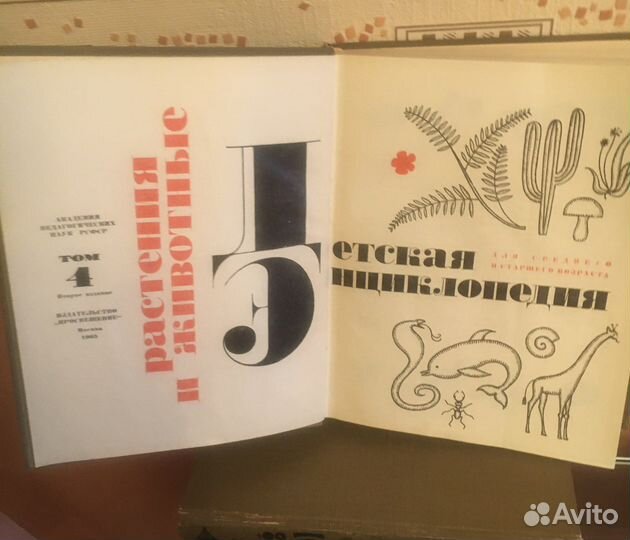 АКАДЕМИЯ
ПЕДАГОГИЧЕСКИХ
НАУК РСФСР
ТОМ
4
Второе издание
ИЗДАТЕЛЬСТВО
„ПРОСВЕЩЕНИЕ“
Москва
1965
растения
и животные
Детская
Энциклопедия
ДЛЯ СРЕДНЕГО
И СТАРШЕГО ВОЗРАСТА
Avito